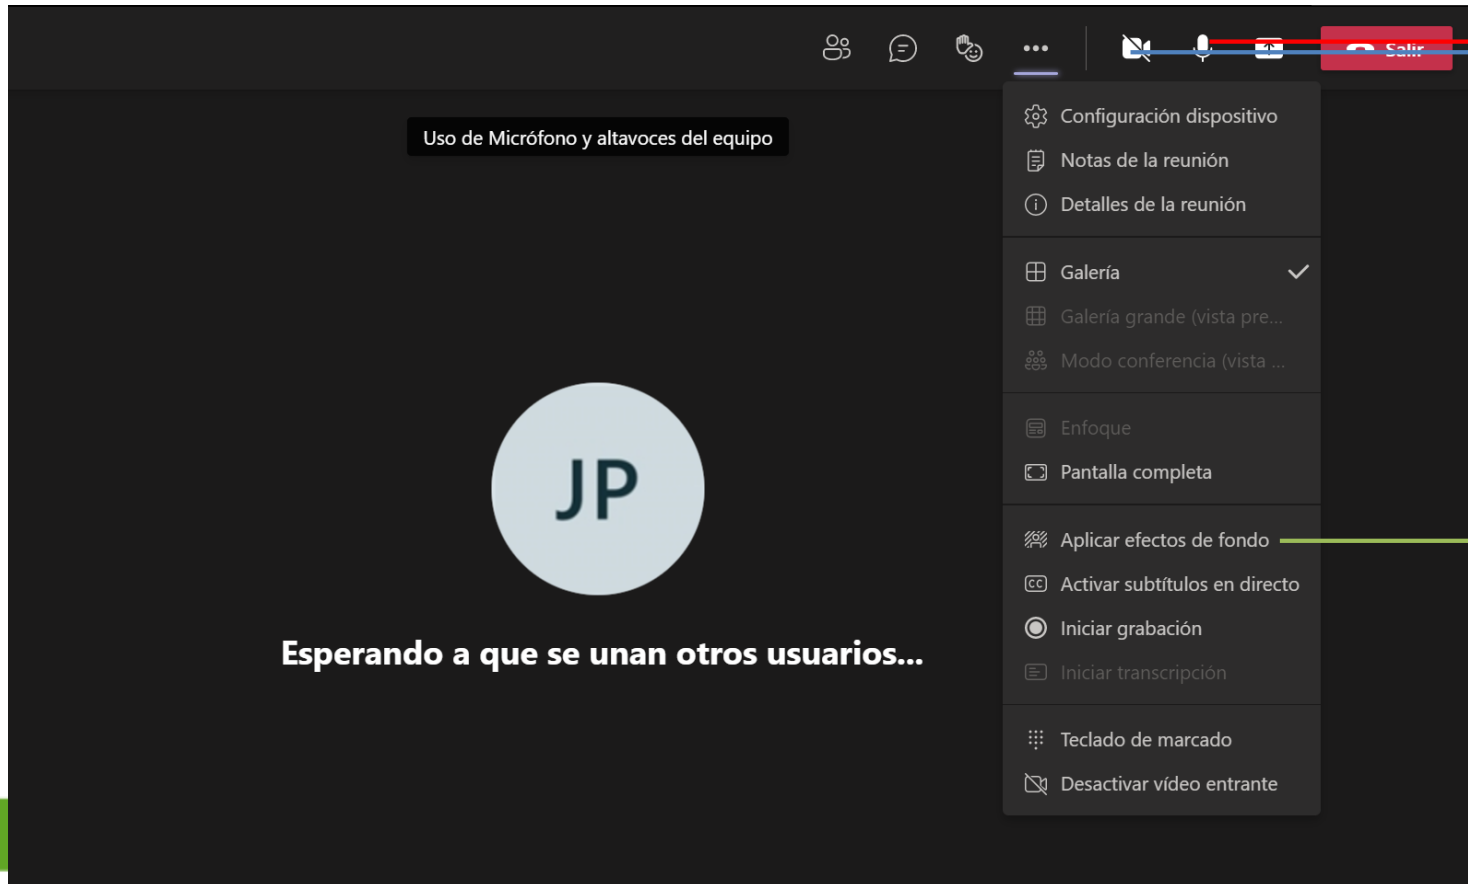 Salir
Uso de Micrófono y altavoces del equipo
Configuración dispositivo
Notas de la reunión
Detalles de la reunión
Galería
Galería grande (vista pre...
Modo conferencia (vista ...
Enfoque
Pantalla completa
Aplicar efectos de fondo
CC Activar subtítulos en directo
Iniciar grabación
Iniciar transcripción
Teclado de marcado
Desactivar vídeo entrante
JP
Esperando a que se unan otros usuarios...